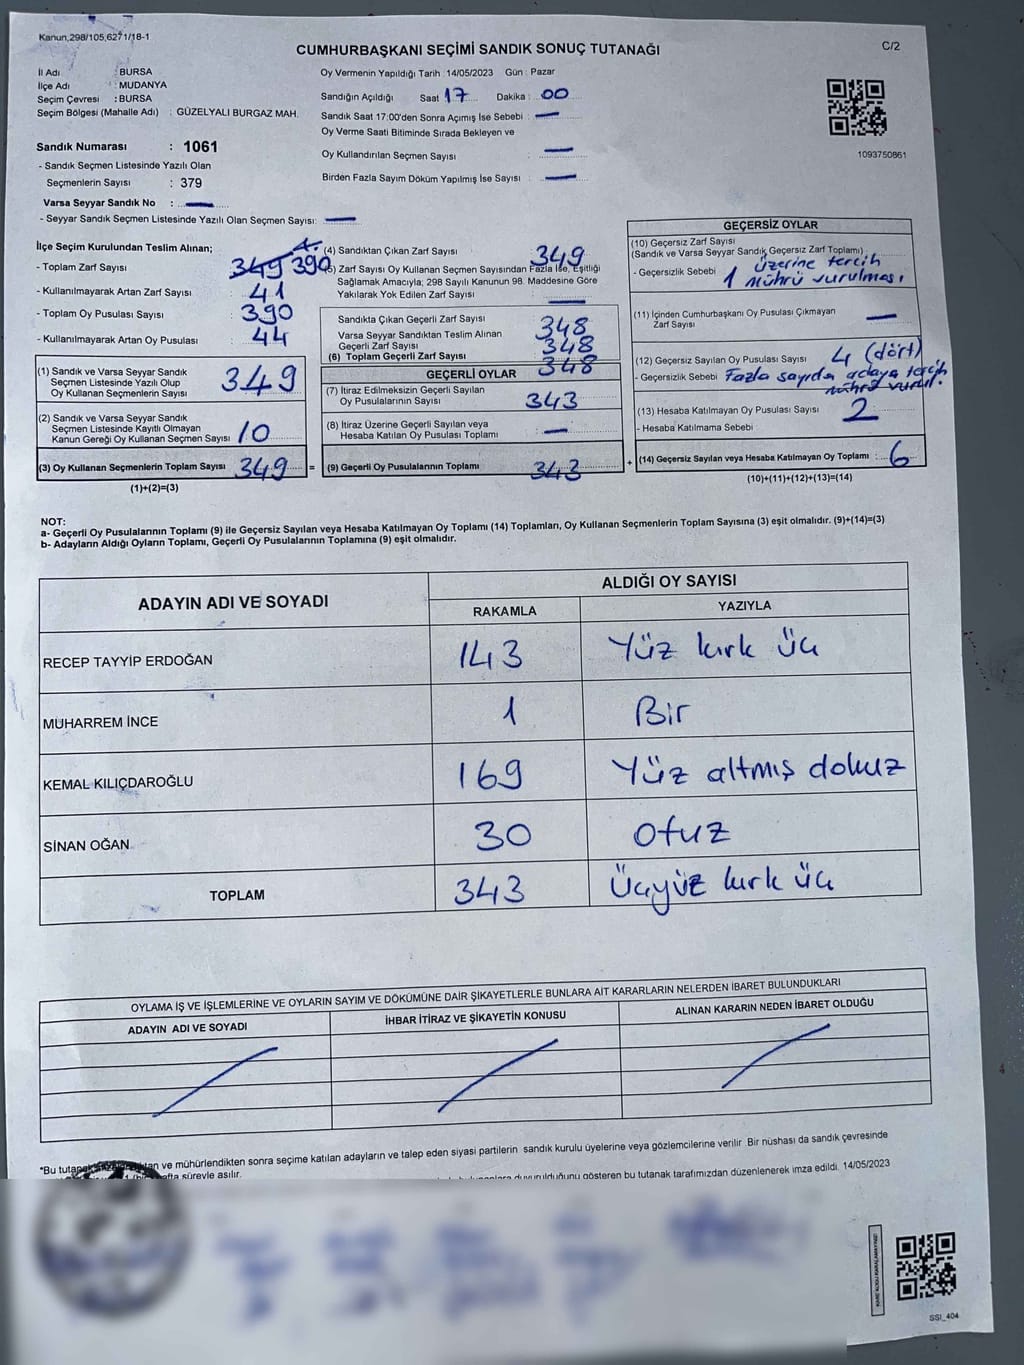 Kanun,298/105,6271/18-1
C/2
CUMHURBAŞKANI SEÇİMİ SANDIK SONUÇ TUTANAĞI
İl Adı : BURSA
İlçe Adı : MUDANYA
Seçim Çevresi : BURSA
Seçim Bölgesi (Mahalle Adı) : GÜZELYALI BURGAZ MAH.
Sandık Numarası : 1061
- Sandık Seçmen Listesinde Yazılı Olan
Seçmenlerin Sayısı : 379
Varsa Seyyar Sandık No : —
- Seyyar Sandık Seçmen Listesinde Yazılı Olan Seçmen Sayısı: —
Oy Vermenin Yapıldığı Tarih : 14/05/2023 Gün : Pazar
Sandığın Açıldığı Saat 17 Dakika : 00
Sandık Saat 17:00'den Sonra Açımış İse Sebebi : —
Oy Verme Saati Bitiminde Sırada Bekleyen ve
Oy Kullandırılan Seçmen Sayısı : —
Birden Fazla Sayım Döküm Yapılmış İse Sayısı : —
1093750861
İlçe Seçim Kurulundan Teslim Alınan;
- Toplam Zarf Sayısı : 349 390
- Kullanılmayarak Artan Zarf Sayısı : 41
- Toplam Oy Pusulası Sayısı : 390
- Kullanılmayarak Artan Oy Pusulası : 44
(1) Sandık ve Varsa Seyyar Sandık
Seçmen Listesinde Yazılı Olup
Oy Kullanan Seçmenlerin Sayısı : 349
(2) Sandık ve Varsa Seyyar Sandık
Seçmen Listesinde Kayıtlı Olmayan
Kanun Gereği Oy Kullanan Seçmen Sayısı : 10
(3) Oy Kullanan Seçmenlerin Toplam Sayısı : 349 =
(1)+(2)=(3)
(4) Sandıktan Çıkan Zarf Sayısı : 349
(5) Zarf Sayısı Oy Kullanan Seçmen Sayısından Fazla İse, Eşitliği
Sağlamak Amacıyla; 298 Sayılı Kanunun 98. Maddesine Göre
Yakılarak Yok Edilen Zarf Sayısı : —
Sandıkta Çıkan Geçerli Zarf Sayısı : 348
Varsa Seyyar Sandıktan Teslim Alınan
Geçerli Zarf Sayısı : 348
(6) Toplam Geçerli Zarf Sayısı : 348
GEÇERLİ OYLAR
(7) İtiraz Edilmeksizin Geçerli Sayılan
Oy Pusulalarının Sayısı : 343
(8) İtiraz Üzerine Geçerli Sayılan veya
Hesaba Katılan Oy Pusulası Toplamı : —
(9) Geçerli Oy Pusulalarının Toplamı : 343 +
GEÇERSİZ OYLAR
(10) Geçersiz Zarf Sayısı
(Sandık ve Varsa Seyyar Sandık Geçersiz Zarf Toplamı)
- Geçersizlik Sebebi : 1 üzerine tercih
mührü vurulması
(11) İçinden Cumhurbaşkanı Oy Pusulası Çıkmayan
Zarf Sayısı : —
(12) Geçersiz Sayılan Oy Pusulası Sayısı : 4 (dört)
- Geçersizlik Sebebi : Fazla sayıda adaya tercih
mührü vurul.
(13) Hesaba Katılmayan Oy Pusulası Sayısı : 2
- Hesaba Katılmama Sebebi :
(14) Geçersiz Sayılan veya Hesaba Katılmayan Oy Toplamı : 6
(10)+(11)+(12)+(13)=(14)
NOT:
a- Geçerli Oy Pusulalarının Toplamı (9) ile Geçersiz Sayılan veya Hesaba Katılmayan Oy Toplamı (14) Toplamları, Oy Kullanan Seçmenlerin Toplam Sayısına (3) eşit olmalıdır. (9)+(14)=(3)
b- Adayların Aldığı Oyların Toplamı, Geçerli Oy Pusulalarının Toplamına (9) eşit olmalıdır.
ADAYIN ADI VE SOYADI
ALDIĞI OY SAYISI
RAKAMLA YAZIYLA
RECEP TAYYİP ERDOĞAN 143 Yüz kırk üç
MUHARREM İNCE 1 Bir
KEMAL KILIÇDAROĞLU 169 Yüz altmış dokuz
SİNAN OĞAN 30 Otuz
TOPLAM 343 Üçyüz kırk üç
OYLAMA İŞ VE İŞLEMLERİNE VE OYLARIN SAYIM VE DÖKÜMÜNE DAİR ŞİKAYETLERLE BUNLARA AİT KARARLARIN NELERDEN İBARET BULUNDUKLARI
ADAYIN ADI VE SOYADI İHBAR İTİRAZ VE ŞİKAYETİN KONUSU ALINAN KARARIN NEDEN İBARET OLDUĞU
*Bu tutanak ve mühürlendikten sonra seçime katılan adayların ve talep eden siyasi partilerin sandık kurulu üyelerine veya gözlemcilerine verilir Bir nüshası da sandık çevresinde
süreyle asılır.
duyurulduğunu gösteren bu tutanak tarafımızdan düzenlenerek imza edildi. 14/05/2023
SSI_404